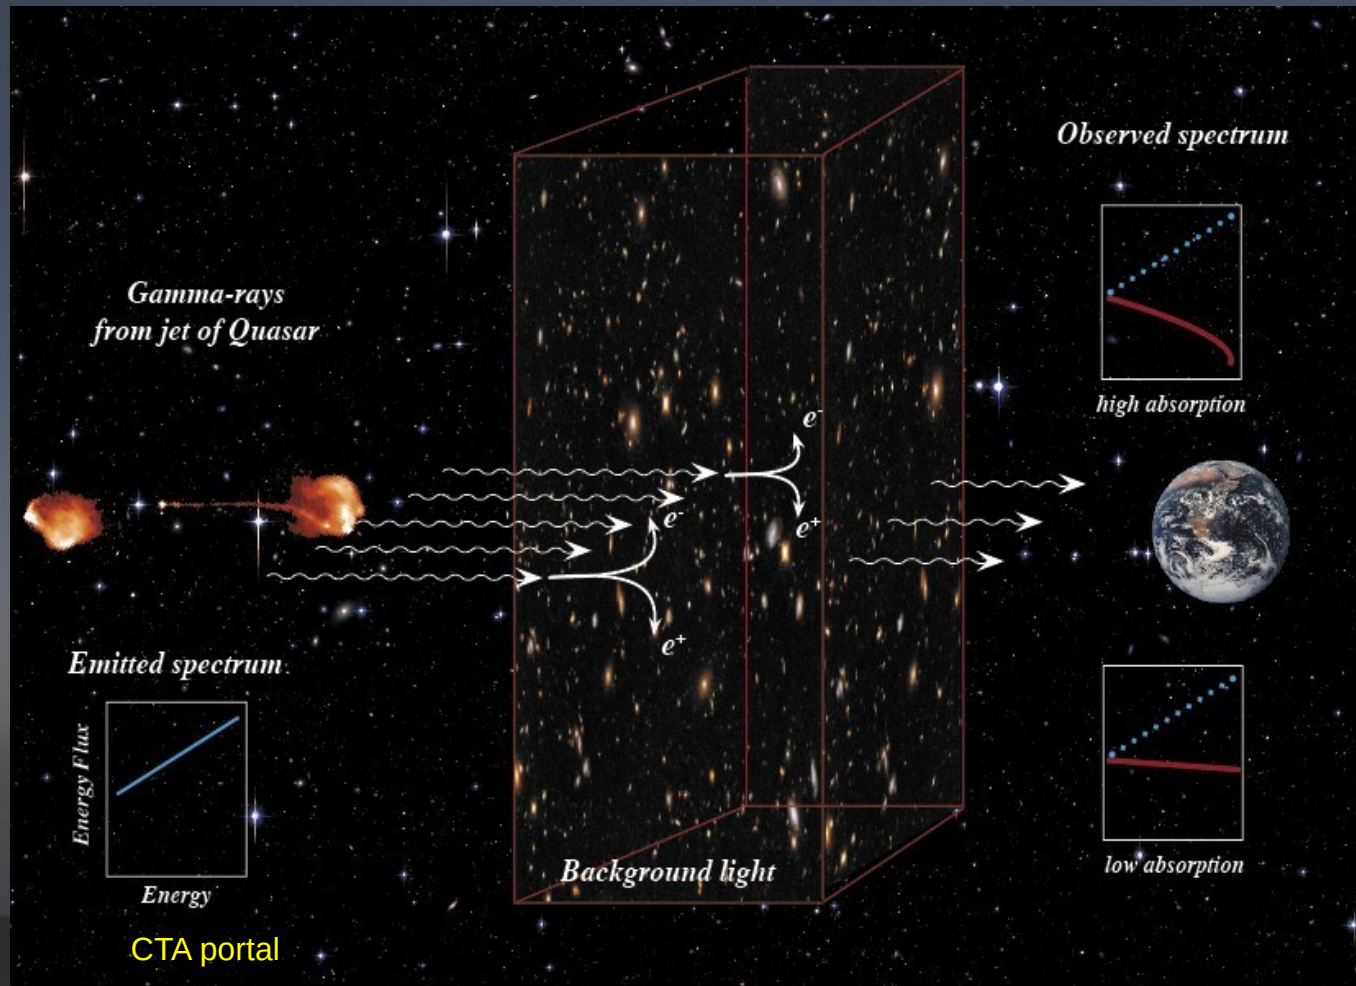 Gamma-rays
from jet of Quasar
Emitted spectrum
Energy Flux
Energy
CTA portal
e-
e+
e-
e+
Background light
Observed spectrum
high absorption
low absorption